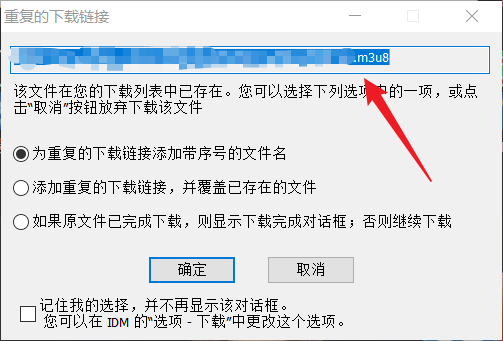 重复的下载链接
.m3u8
该文件在您的下载列表中已存在。您可以选择下列选项中的一项，或点
击“取消”按钮放弃下载该文件
为重复的下载链接添加带序号的文件名
添加重复的下载链接，并覆盖已存在的文件
如果原文件已完成下载，则显示下载完成对话框；否则继续下载
确定
取消
记住我的选择，并不再显示该对话框。
您可以在 IDM 的“选项 - 下载”中更改这个选项。